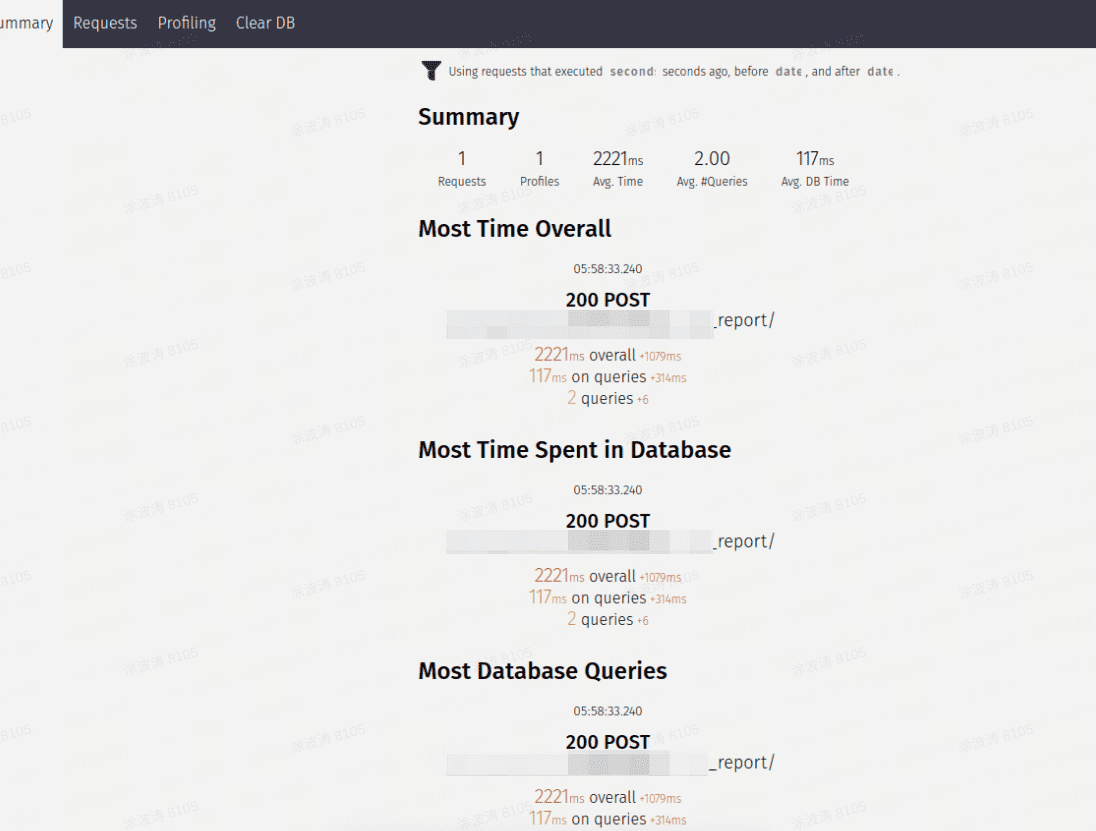 ummary Requests Profiling Clear DB
Using requests that executed second seconds ago, before date, and after date.
Summary
1 1 2221ms 2.00 117ms
Requests Profiles Avg. Time Avg. #Queries Avg. DB Time
Most Time Overall
05:58:33.240
200 POST
_report/
2221ms overall +1079ms
117ms on queries +314ms
2 queries +6
Most Time Spent in Database
05:58:33.240
200 POST
_report/
2221ms overall +1079ms
117ms on queries +314ms
2 queries +6
Most Database Queries
05:58:33.240
200 POST
_report/
2221ms overall +1079ms
117ms on queries +314ms
涂波涛 8105